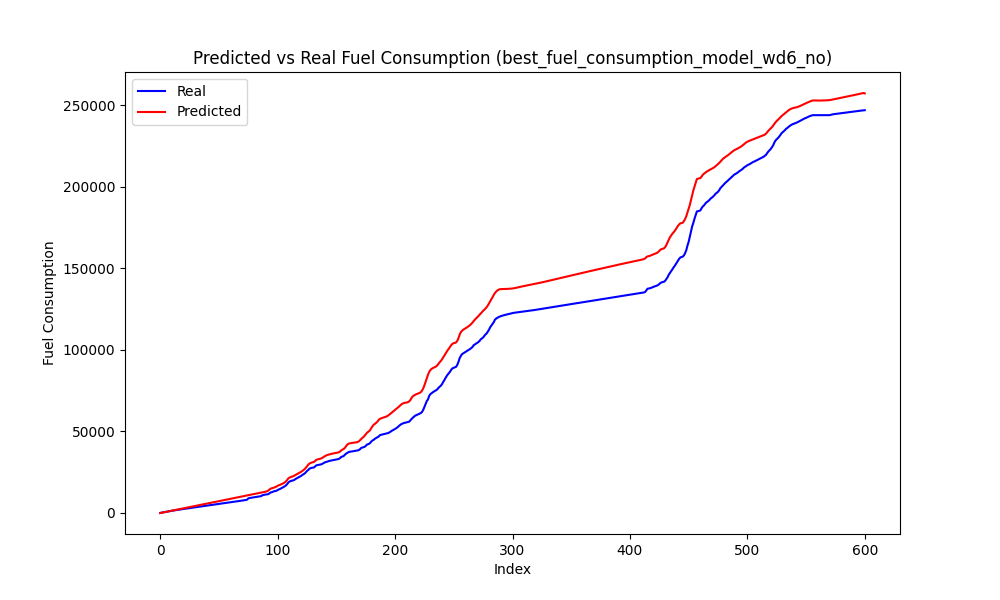 Predicted vs Real Fuel Consumption (best_fuel_consumption_model_wd6_no)
Real
Predicted
250000
200000
150000
100000
50000
0
Fuel Consumption
0 100 200 300 400 500 600
Index